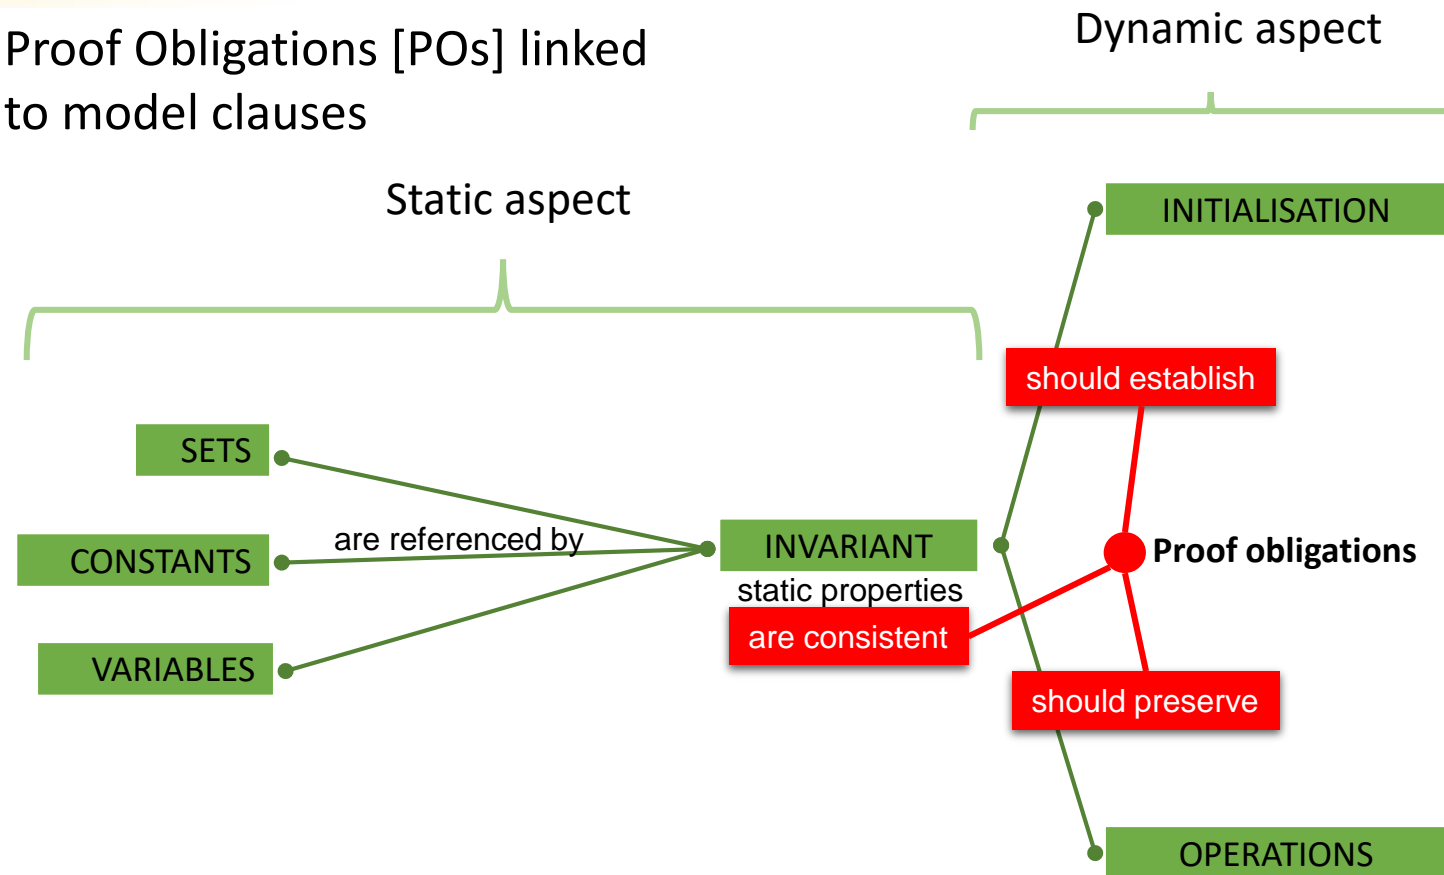 Proof Obligations [POs] linked
to model clauses
Dynamic aspect
Static aspect
INITIALISATION
should establish
SETS
are referenced by
CONSTANTS
INVARIANT
Proof obligations
static properties
are consistent
VARIABLES
should preserve
OPERATIONS